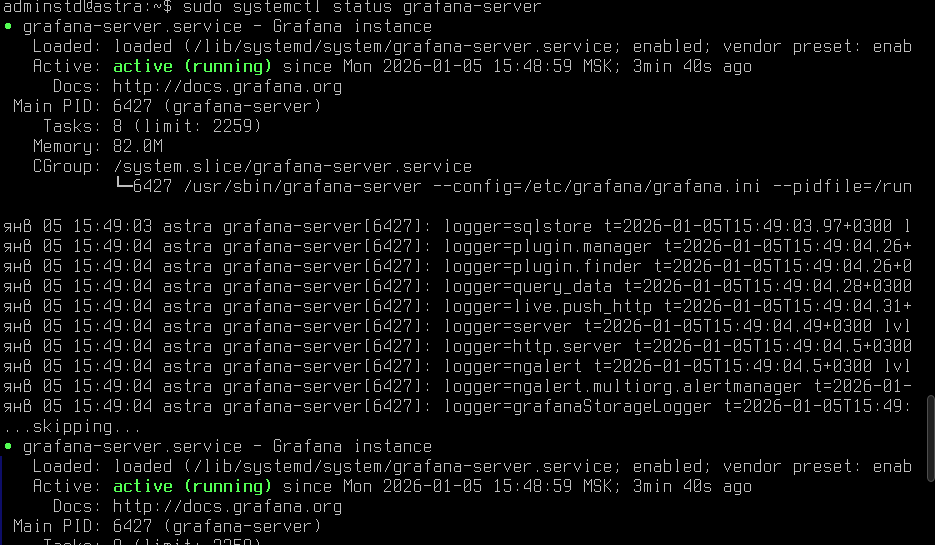 adminstd@astra:~$ sudo systemctl status grafana-server
● grafana-server.service - Grafana instance
Loaded: loaded (/lib/systemd/system/grafana-server.service; enabled; vendor preset: enab
Active: active (running) since Mon 2026-01-05 15:48:59 MSK; 3min 40s ago
Docs: http://docs.grafana.org
Main PID: 6427 (grafana-server)
Tasks: 8 (limit: 2259)
Memory: 82.0M
CGroup: /system.slice/grafana-server.service
└─6427 /usr/sbin/grafana-server --config=/etc/grafana/grafana.ini --pidfile=/run
янв 05 15:49:03 astra grafana-server[6427]: logger=sqlstore t=2026-01-05T15:49:03.97+0300 l
янв 05 15:49:04 astra grafana-server[6427]: logger=plugin.manager t=2026-01-05T15:49:04.26+
янв 05 15:49:04 astra grafana-server[6427]: logger=plugin.finder t=2026-01-05T15:49:04.26+0
янв 05 15:49:04 astra grafana-server[6427]: logger=query_data t=2026-01-05T15:49:04.28+0300
янв 05 15:49:04 astra grafana-server[6427]: logger=live.push_http t=2026-01-05T15:49:04.31+
янв 05 15:49:04 astra grafana-server[6427]: logger=server t=2026-01-05T15:49:04.49+0300 lvl
янв 05 15:49:04 astra grafana-server[6427]: logger=http.server t=2026-01-05T15:49:04.5+0300
янв 05 15:49:04 astra grafana-server[6427]: logger=ngalert t=2026-01-05T15:49:04.5+0300 lvl
янв 05 15:49:04 astra grafana-server[6427]: logger=ngalert.multiorg.alertmanager t=2026-01-
янв 05 15:49:04 astra grafana-server[6427]: logger=grafanaStorageLogger t=2026-01-05T15:49:
...skipping...
● grafana-server.service - Grafana instance
Loaded: loaded (/lib/systemd/system/grafana-server.service; enabled; vendor preset: enab
Active: active (running) since Mon 2026-01-05 15:48:59 MSK; 3min 40s ago
Docs: http://docs.grafana.org
Main PID: 6427 (grafana-server)
Tasks: 8 (limit: 2259)